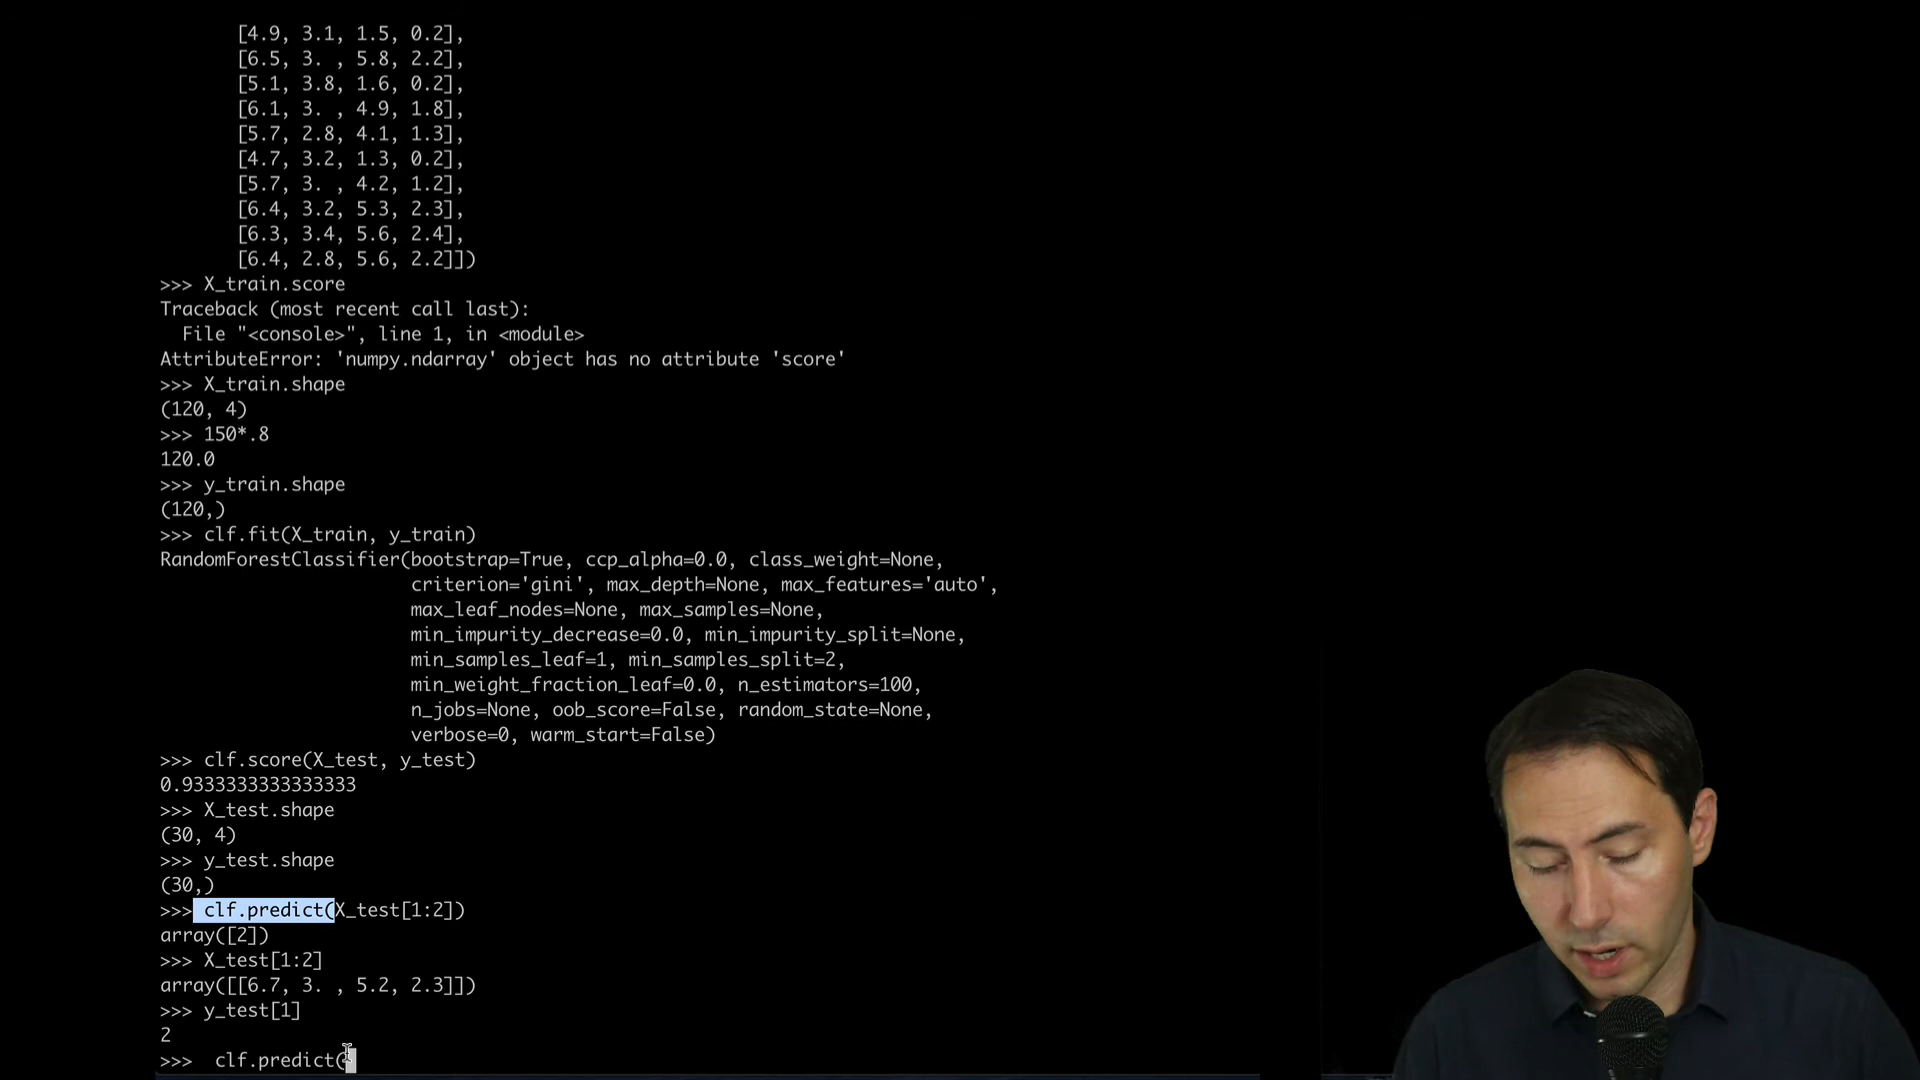 [4.9, 3.1, 1.5, 0.2],
[6.5, 3. , 5.8, 2.2],
[5.1, 3.8, 1.6, 0.2],
[6.1, 3. , 4.9, 1.8],
[5.7, 2.8, 4.1, 1.3],
[4.7, 3.2, 1.3, 0.2],
[5.7, 3. , 4.2, 1.2],
[6.4, 3.2, 5.3, 2.3],
[6.3, 3.4, 5.6, 2.4],
[6.4, 2.8, 5.6, 2.2]])
>>> X_train.score
Traceback (most recent call last):
  File "<console>", line 1, in <module>
AttributeError: 'numpy.ndarray' object has no attribute 'score'
>>> X_train.shape
(120, 4)
>>> 150*.8
120.0
>>> y_train.shape
(120,)
>>> clf.fit(X_train, y_train)
RandomForestClassifier(bootstrap=True, ccp_alpha=0.0, class_weight=None,
criterion='gini', max_depth=None, max_features='auto',
max_leaf_nodes=None, max_samples=None,
min_impurity_decrease=0.0, min_impurity_split=None,
min_samples_leaf=1, min_samples_split=2,
min_weight_fraction_leaf=0.0, n_estimators=100,
n_jobs=None, oob_score=False, random_state=None,
verbose=0, warm_start=False)
>>> clf.score(X_test, y_test)
0.9333333333333333
>>> X_test.shape
(30, 4)
>>> y_test.shape
(30,)
>>> clf.predict(X_test[1:2])
array([2])
>>> X_test[1:2]
array([[6.7, 3. , 5.2, 2.3]])
>>> y_test[1]
2
>>>  clf.predict(